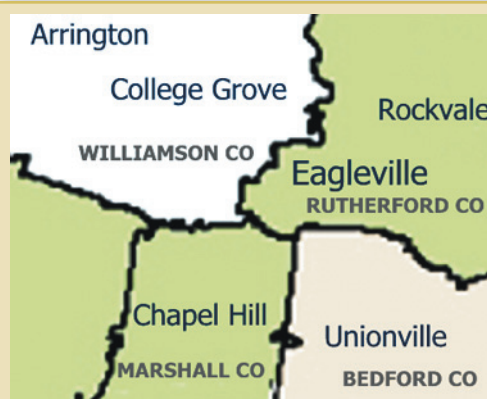 Arrington
College Grove
Rockvale
WILLIAMSON CO
Eagleville
RUTHERFORD CO
Chapel Hill
Unionville
MARSHALL CO
BEDFORD CO